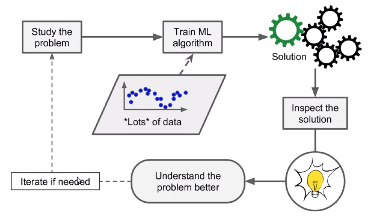 Study the
problem
Train ML
algorithm
Solution
*Lots* of data
Inspect the
solution
Understand the
problem better
Iterate if needed